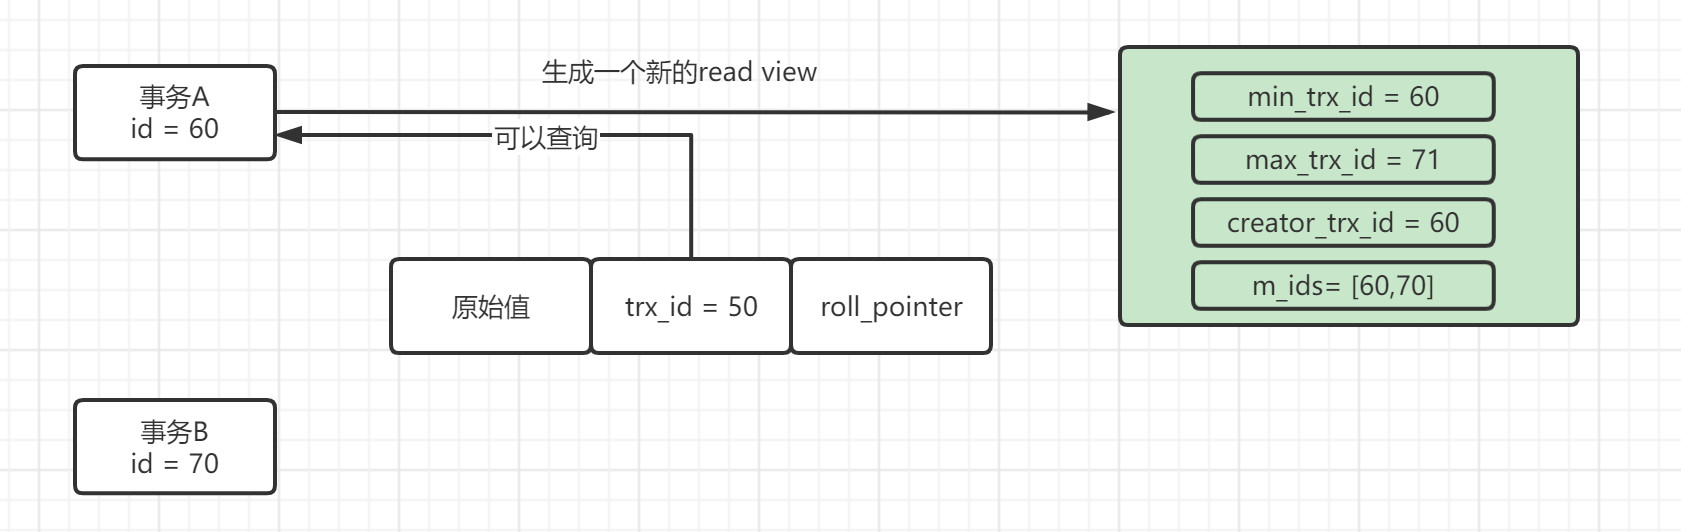 事务A
id = 60
生成一个新的read view
可以查询
min_trx_id = 60
max_trx_id = 71
creator_trx_id = 60
m_ids= [60,70]
原始值
trx_id = 50
roll_pointer
事务B
id = 70